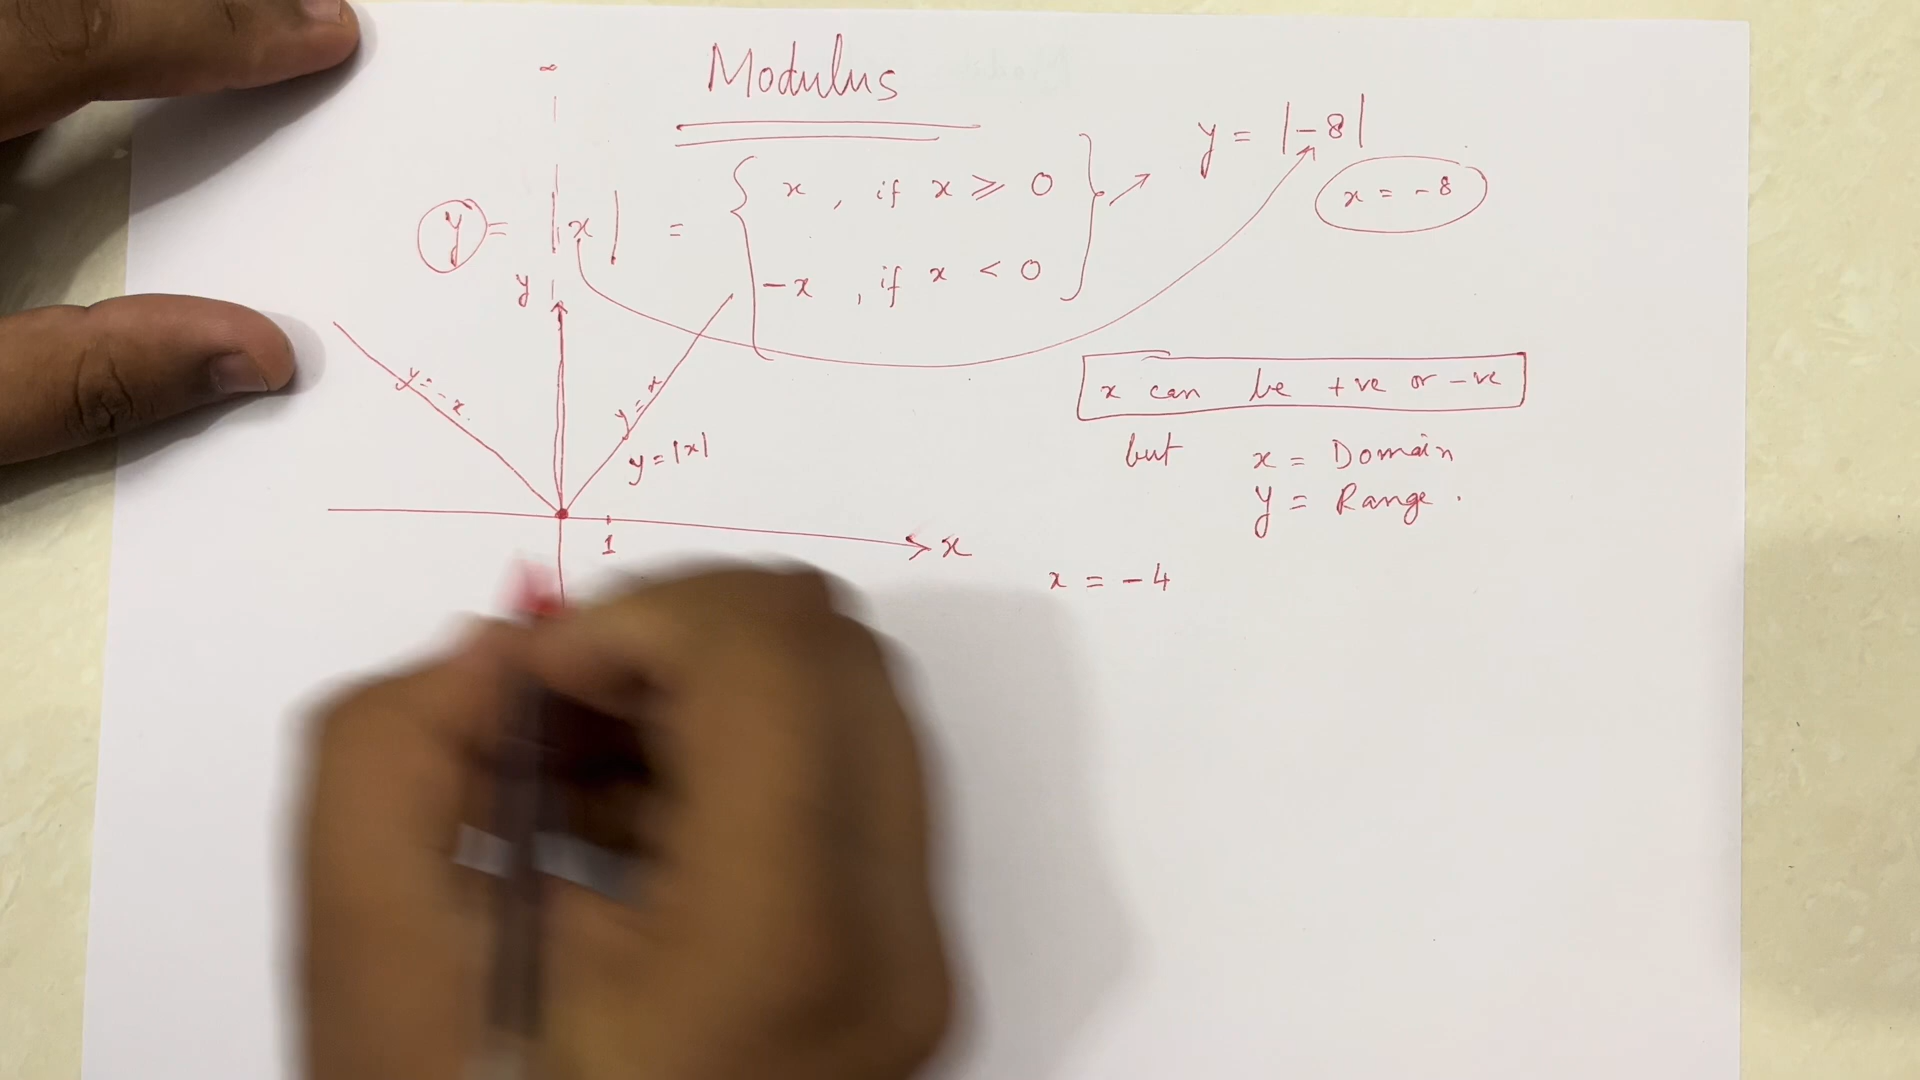 ∞
Modulus
y = |x| = { x , if x ⩾ 0
-x , if x < 0 }
y = |-8|
x = -8
y
y = -x
y = x
y = |x|
1
x
x can be +ve or -ve
but x = Domain
y = Range .
x = -4